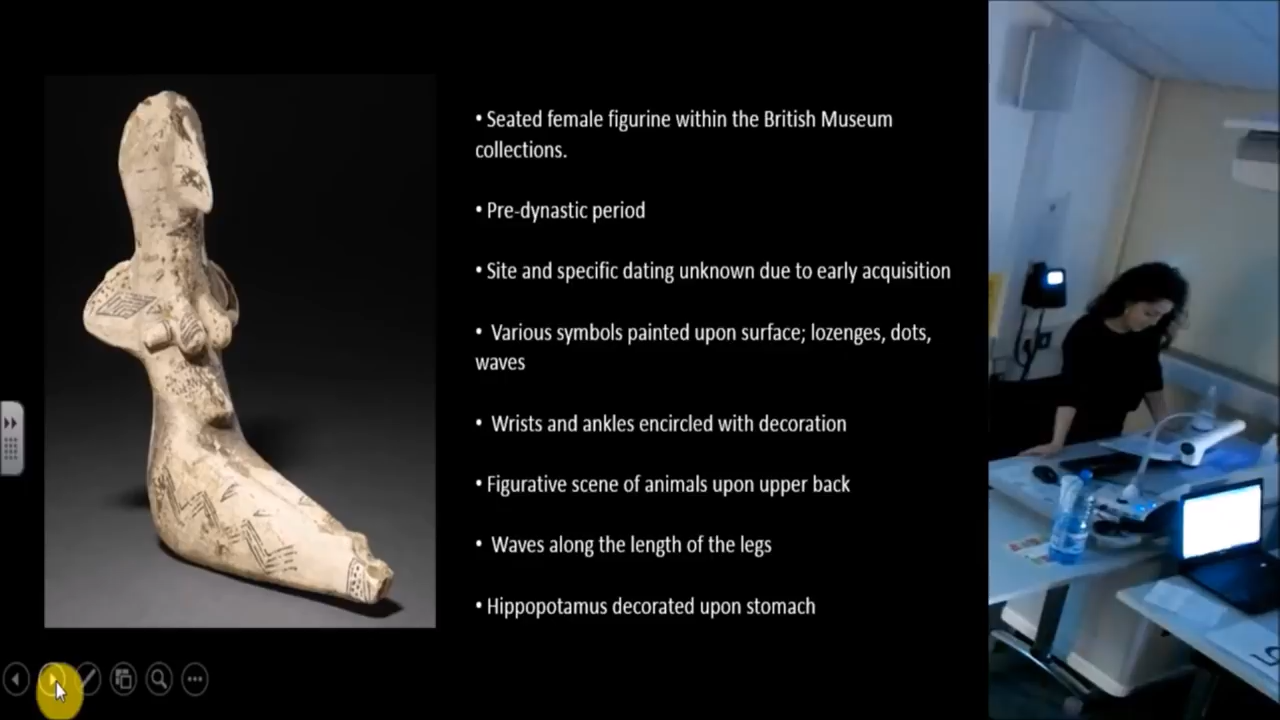 • Seated female figurine within the British Museum
collections.
• Pre-dynastic period
• Site and specific dating unknown due to early acquisition
• Various symbols painted upon surface; lozenges, dots,
waves
• Wrists and ankles encircled with decoration
• Figurative scene of animals upon upper back
• Waves along the length of the legs
• Hippopotamus decorated upon stomach